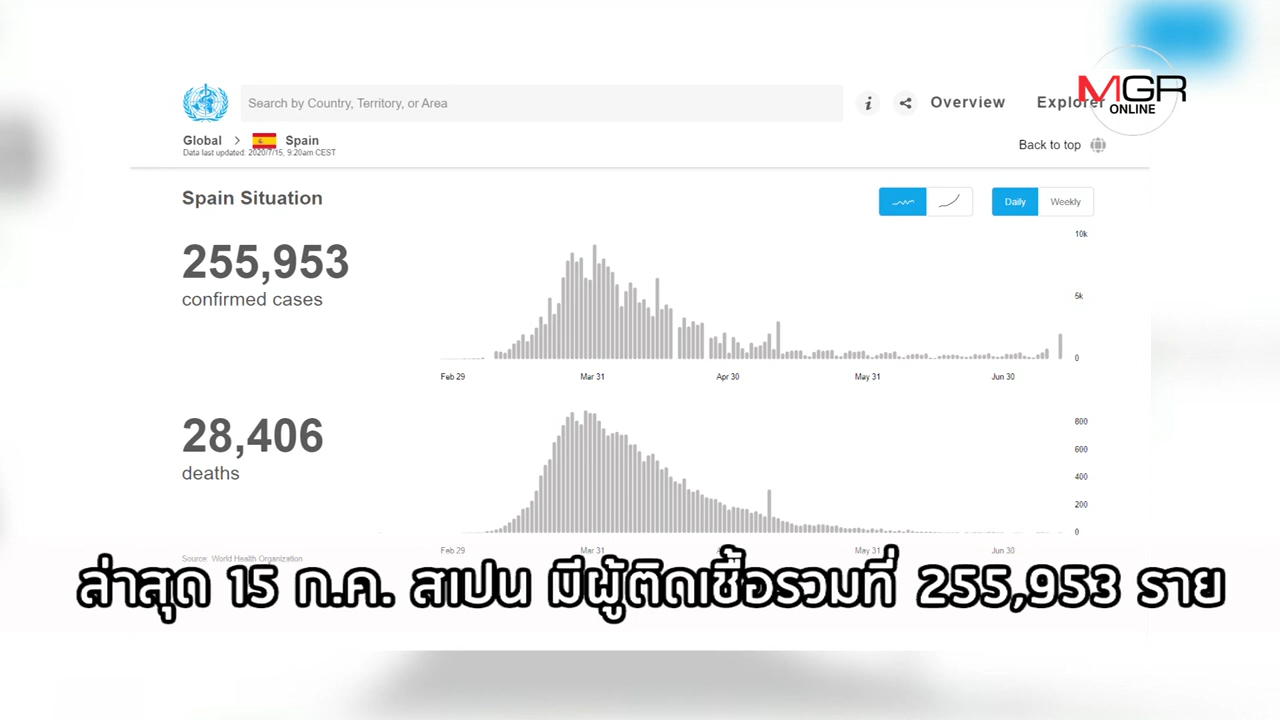 Search by Country, Territory, or Area
Overview
Explorer
MGR
ONLINE
Global > Spain
Data last updated: 2020/7/15, 9:20am CEST
Back to top
Spain Situation
Daily
Weekly
255,953
confirmed cases
10k
5k
0
Feb 29
Mar 31
Apr 30
May 31
Jun 30
28,406
deaths
800
600
400
200
0
Feb 29
Mar 31
May 31
Jun 30
Source: World Health Organization
ล่าสุด 15 ก.ค. สเปน มีผู้ติดเชื้อรวมที่ 255,953 ราย